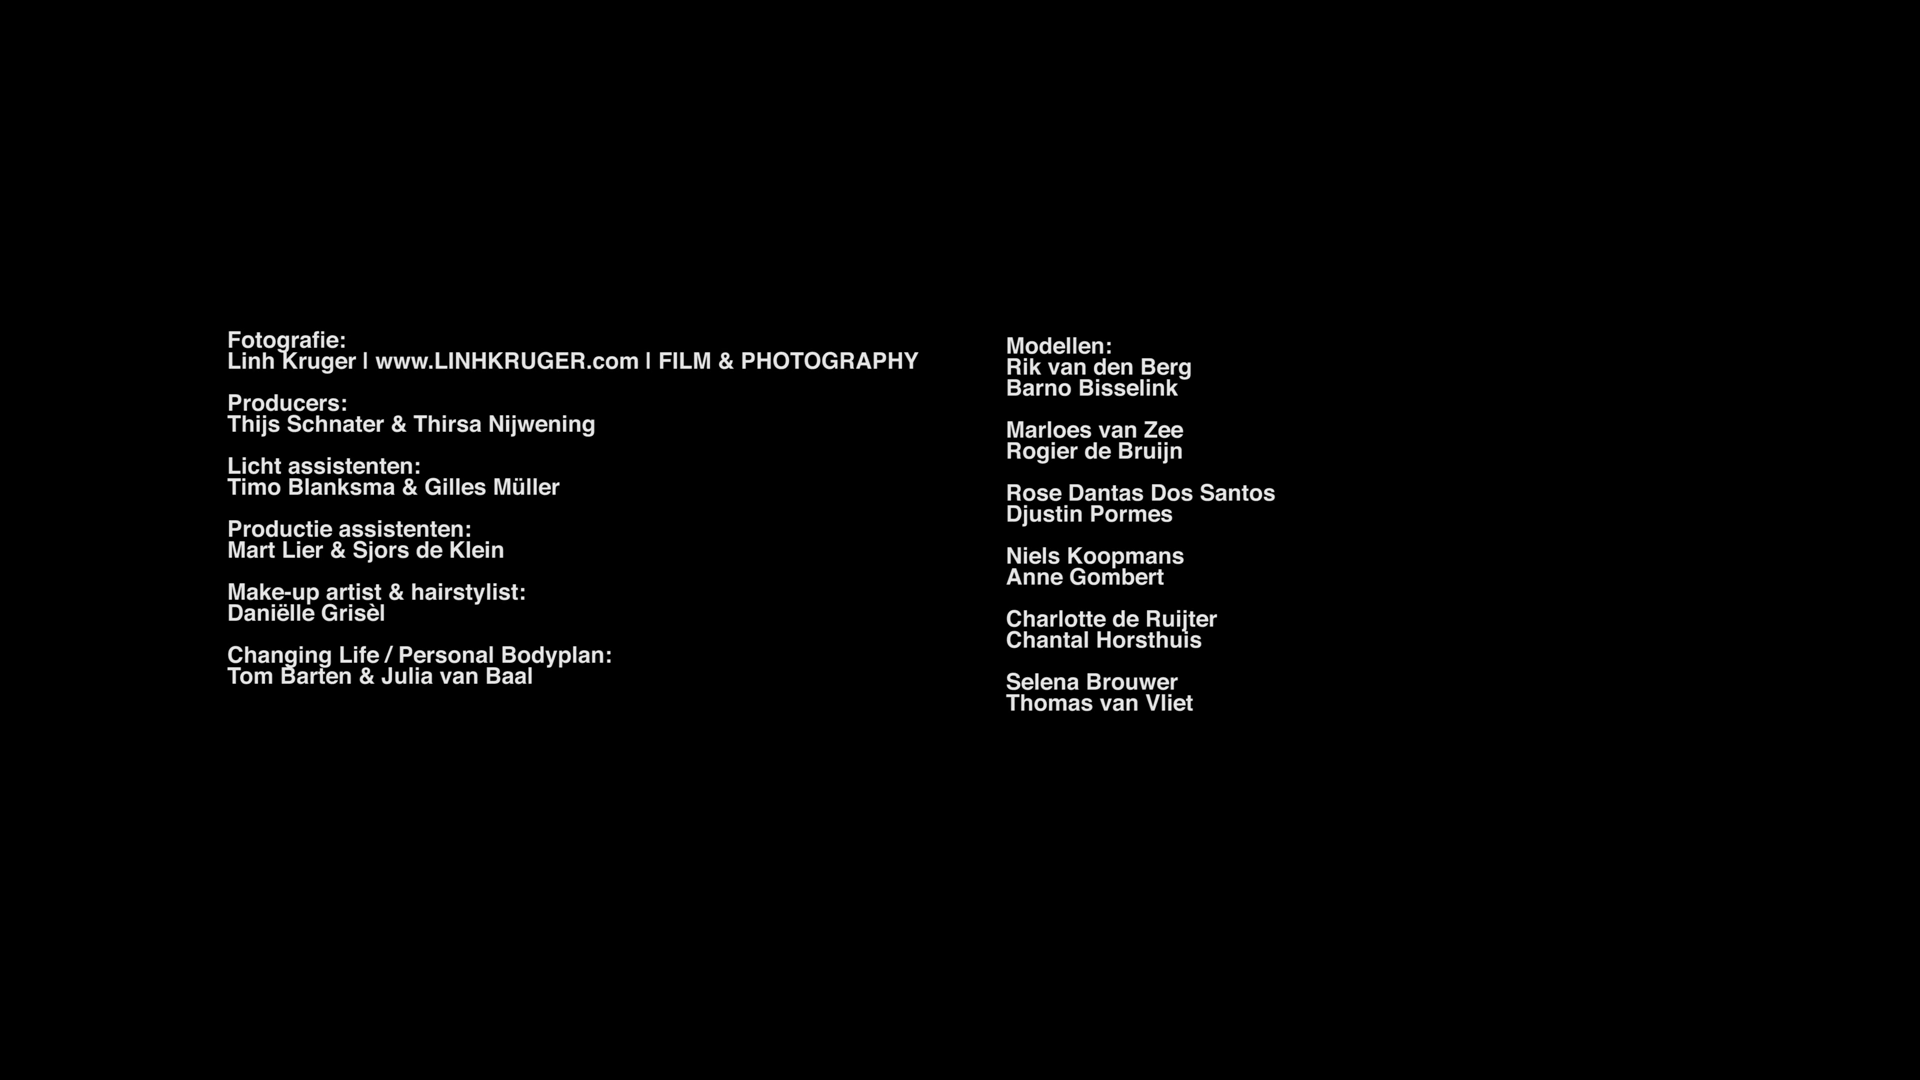 Fotografie:
Linh Kruger | www.LINHKRUGER.com | FILM & PHOTOGRAPHY
Producers:
Thijs Schnater & Thirsa Nijwening
Licht assistenten:
Timo Blanksma & Gilles Müller
Productie assistenten:
Mart Lier & Sjors de Klein
Make-up artist & hairstylist:
Daniëlle Grisèl
Changing Life / Personal Bodyplan:
Tom Barten & Julia van Baal
Modellen:
Rik van den Berg
Barno Bisselink
Marloes van Zee
Rogier de Bruijn
Rose Dantas Dos Santos
Djustin Pormes
Niels Koopmans
Anne Gombert
Charlotte de Ruijter
Chantal Horsthuis
Selena Brouwer
Thomas van Vliet